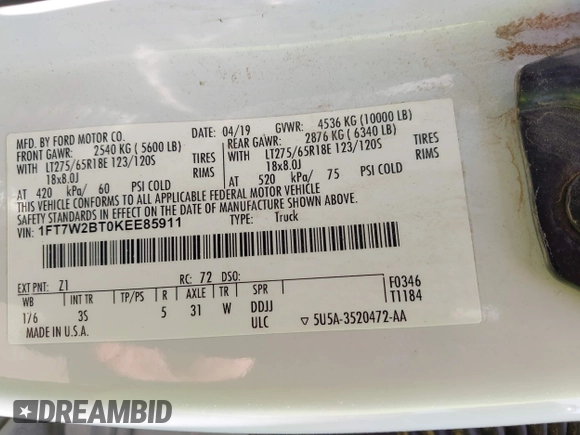 MFD. BY FORD MOTOR CO.
DATE: 04/19 GVWR: 4536 KG (10000 LB)
FRONT GAWR: 2540 KG ( 5600 LB) REAR GAWR: 2876 KG ( 6340 LB)
WITH LT275/65R18E 123/120S TIRES WITH LT275/65R18E 123/120S TIRES
18x8.0J RIMS 18x8.0J RIMS
AT 420 kPa/ 60 PSI COLD AT 520 kPa/ 75 PSI COLD
THIS VEHICLE CONFORMS TO ALL APPLICABLE FEDERAL MOTOR VEHICLE
SAFETY STANDARDS IN EFFECT ON THE DATE OF MANUFACTURE SHOWN ABOVE.
VIN: 1FT7W2BT0KEE85911
TYPE: Truck
EXT PNT: Z1 RC: 72 DSO:
WB INT TR TP/PS R AXLE TR SPR F0346
176 3S 5 31 W DDJJ T1184
ULC
MADE IN U.S.A. ▽ 5U5A-3520472-AA
DREAMBID